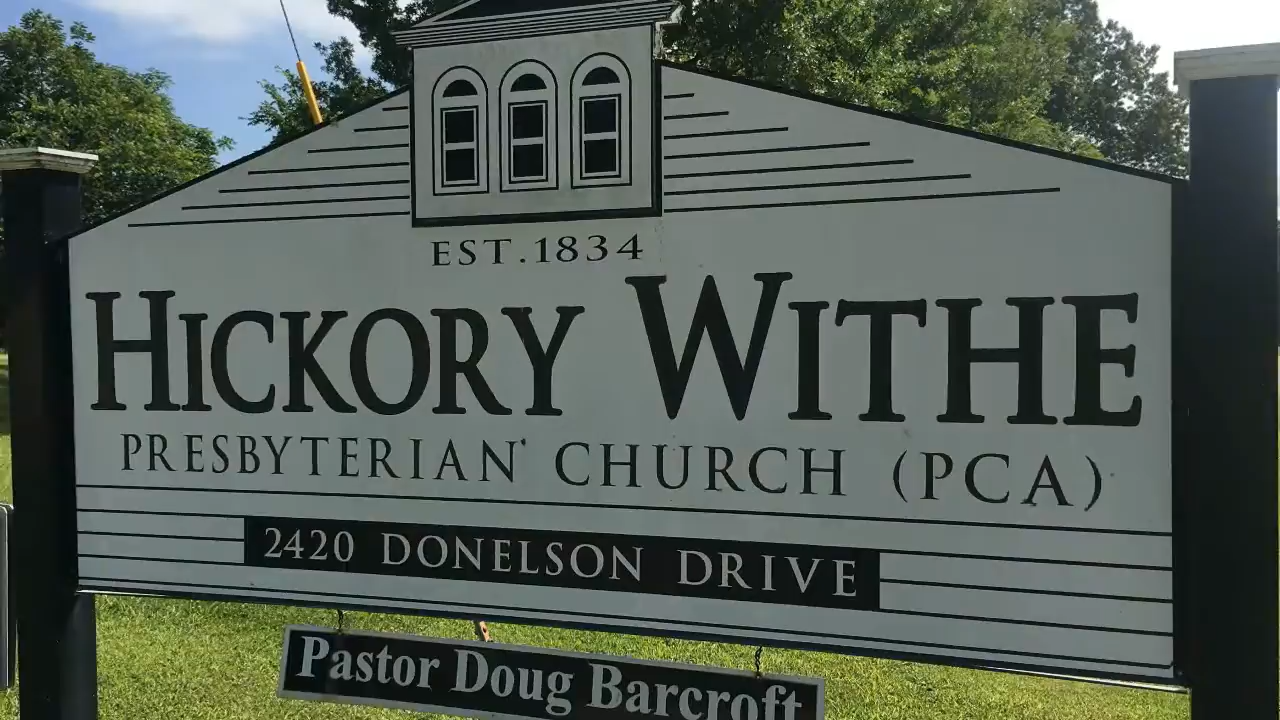 EST.1834
HICKORY WITHE
PRESBYTERIAN CHURCH (PCA)
2420 DONELSON DRIVE
Pastor Doug Barcroft